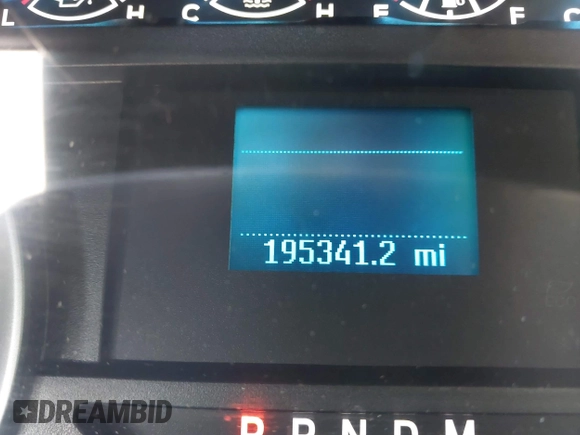 L H C H E F C
195341.2 mi
P R N D M
DREAMBID